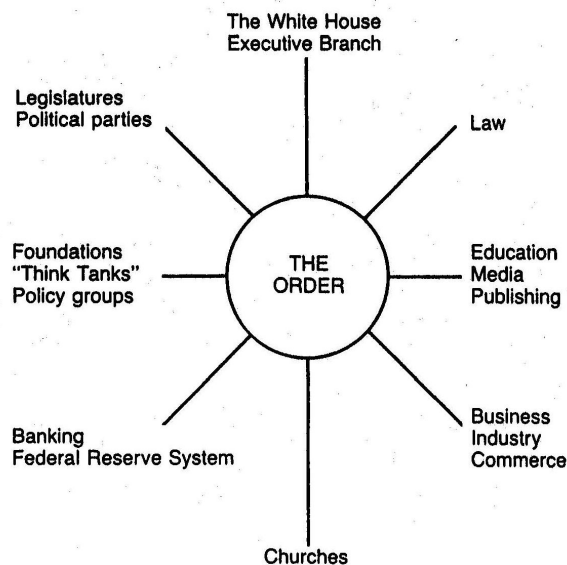 The White House
Executive Branch
Legislatures
Political parties
Law
Foundations
"Think Tanks"
Policy groups
THE
ORDER
Education
Media
Publishing
Banking
Federal Reserve System
Business
Industry
Commerce
Churches